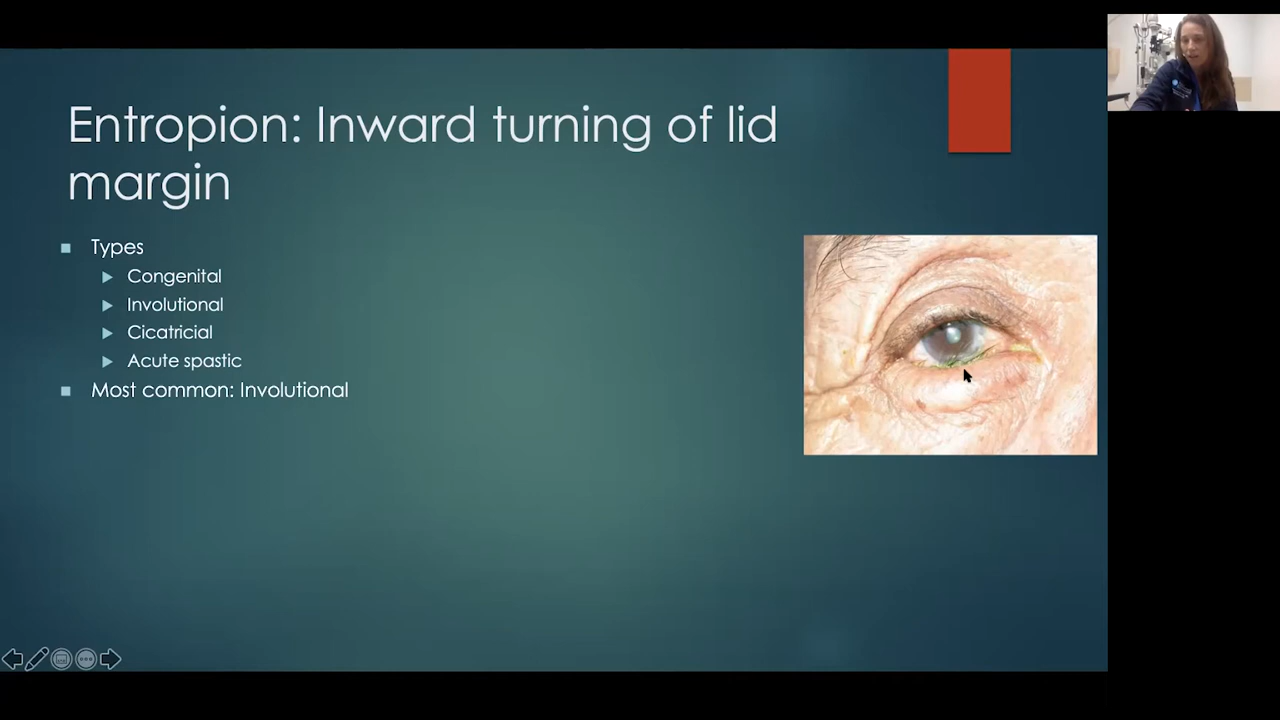 Entropion: Inward turning of lid
margin
Types
Congenital
Involutional
Cicatricial
Acute spastic
Most common: Involutional